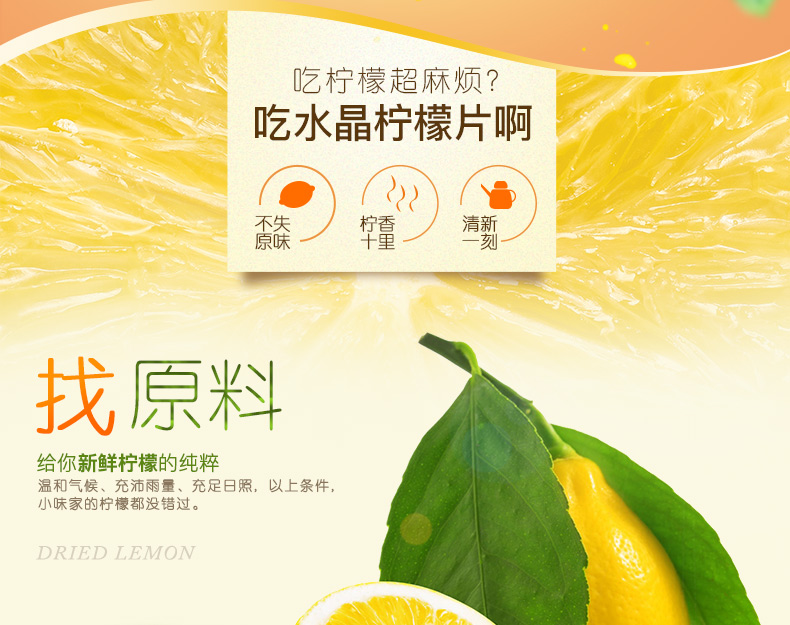 吃柠檬超麻烦?
吃水晶柠檬片啊
不失
原味
柠香
十里
清新
一刻
找原料
给你新鲜柠檬的纯粹
温和气候、充沛雨量、充足日照,以上条件,
小味家的柠檬都没错过。
DRIED LEMON